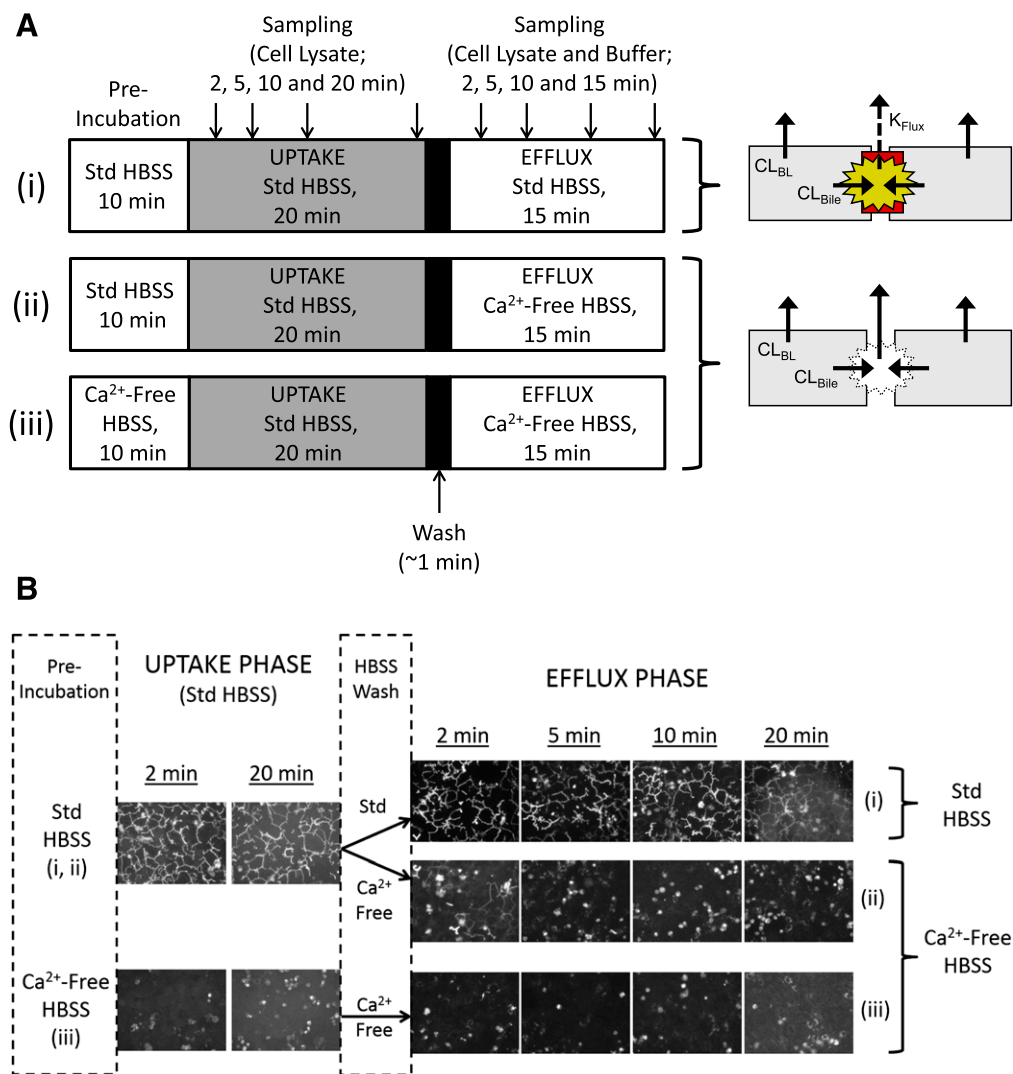 A
Sampling
(Cell Lysate;
2, 5, 10 and 20 min)
Sampling
(Cell Lysate and Buffer;
2, 5, 10 and 15 min)
Pre-
Incubation
(i)
Std HBSS
10 min
UPTAKE
Std HBSS,
20 min
EFFLUX
Std HBSS,
15 min
K_Flux
CL_BL
CL_Bile
(ii)
Std HBSS
10 min
UPTAKE
Std HBSS,
20 min
EFFLUX
Ca²⁺-Free HBSS,
15 min
CL_BL
CL_Bile
(iii)
Ca²⁺-Free
HBSS,
10 min
UPTAKE
Std HBSS,
20 min
EFFLUX
Ca²⁺-Free HBSS,
15 min
Wash
(~1 min)
B
Pre-
Incubation
UPTAKE PHASE
(Std HBSS)
HBSS
Wash
EFFLUX PHASE
2 min
20 min
2 min
5 min
10 min
20 min
Std
HBSS
(i, ii)
Std
Ca²⁺
Free
(i)
Std
HBSS
(ii)
Ca²⁺-Free
HBSS
(iii)
Ca²⁺
Free
(iii)
Ca²⁺-Free
HBSS